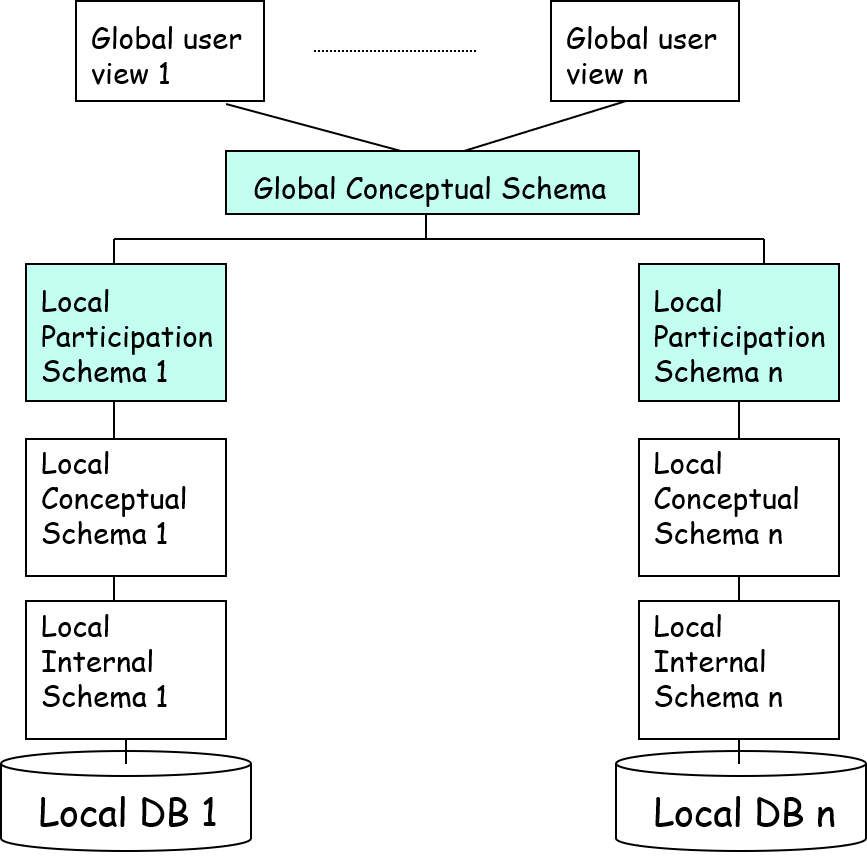 Global user
view 1
Global user
view n
Global Conceptual Schema
Local
Participation
Schema 1
Local
Participation
Schema n
Local
Conceptual
Schema 1
Local
Conceptual
Schema n
Local
Internal
Schema 1
Local
Internal
Schema n
Local DB 1
Local DB n